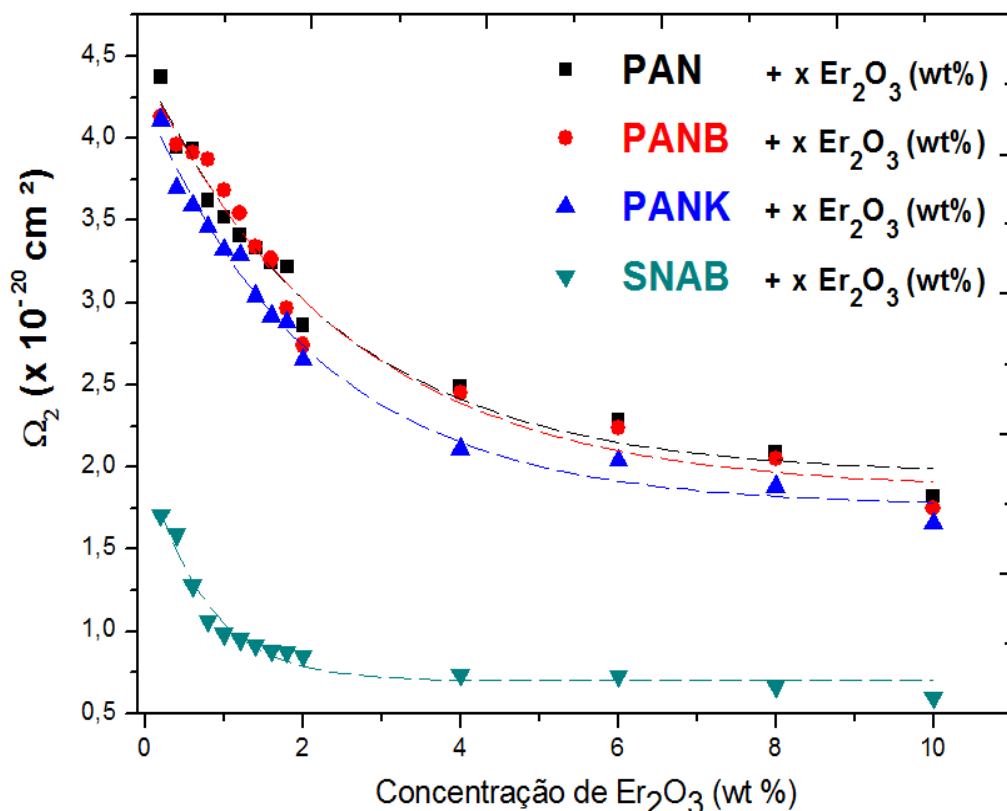 4,5
4,0
3,5
3,0
2,5
2,0
1,5
1,0
0,5
Ω₂ (x 10⁻²⁰ cm ²)
PAN + x Er₂O₃ (wt%)
PANB + x Er₂O₃ (wt%)
PANK + x Er₂O₃ (wt%)
SNAB + x Er₂O₃ (wt%)
0 2 4 6 8 10
Concentração de Er₂O₃ (wt %)